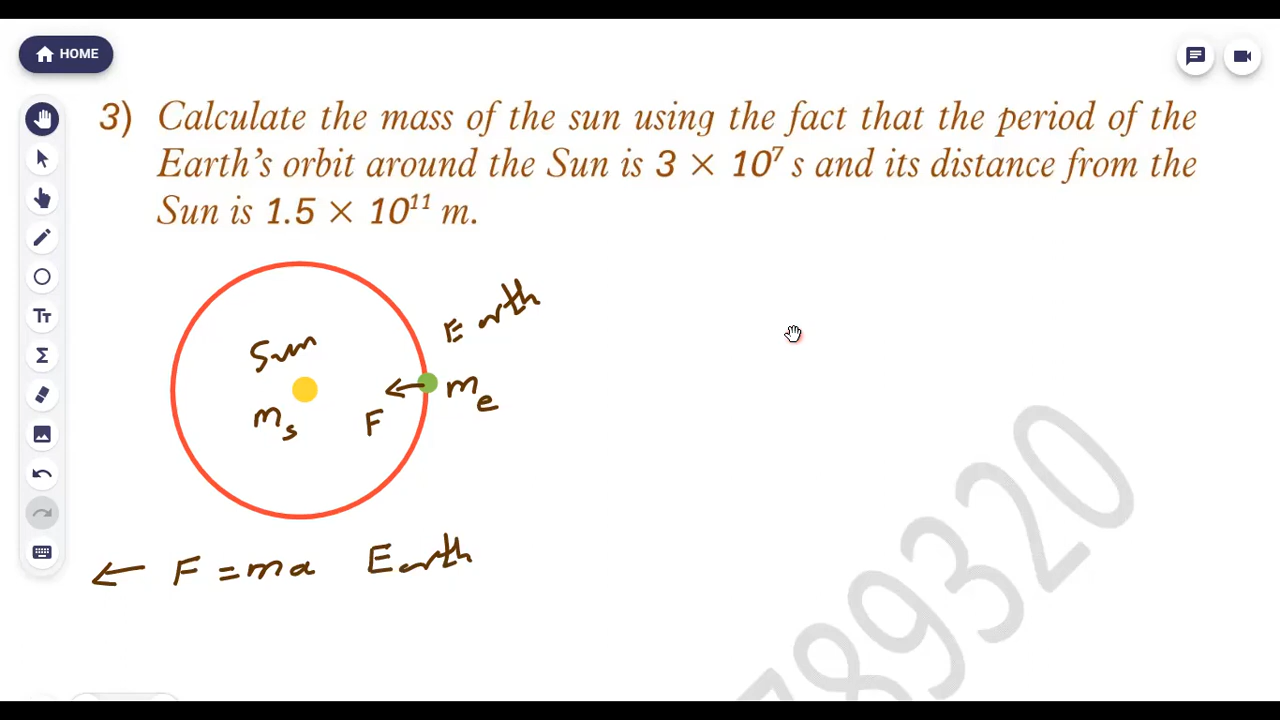 HOME
3) Calculate the mass of the sun using the fact that the period of the
Earth's orbit around the Sun is 3 × 10⁷ s and its distance from the
Sun is 1.5 × 10¹¹ m.
Earth
Sun
mₑ
mₛ
F
← F = ma Earth
Tт
Σ
789320